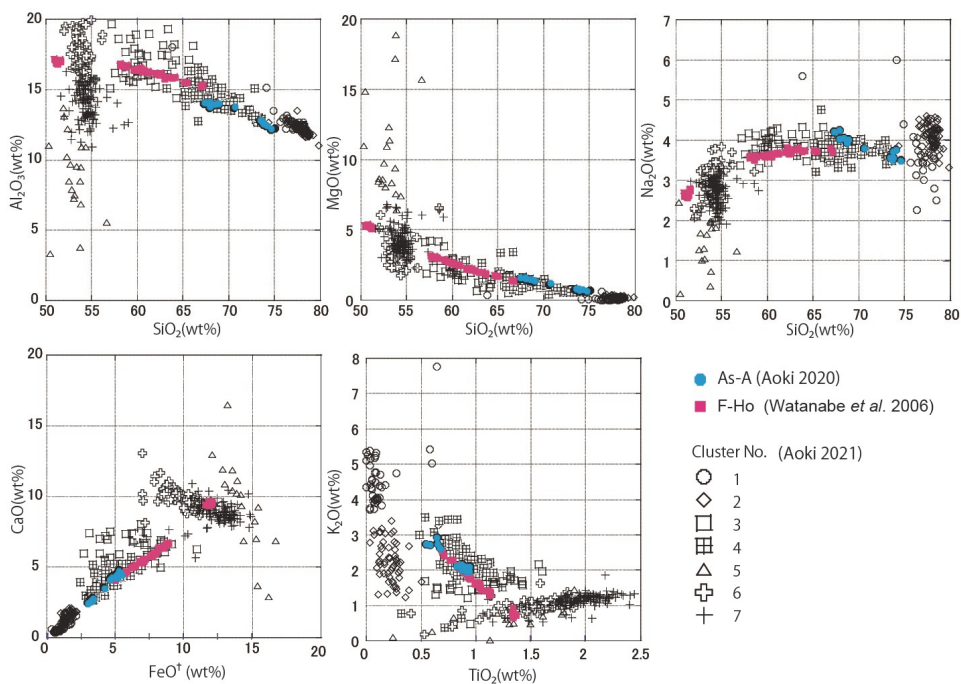 20
15
10
5
0
50 55 60 65 70 75 80
Al₂O₃(wt%)
SiO₂(wt%)
20
15
10
5
0
50 55 60 65 70 75 80
MgO(wt%)
SiO₂(wt%)
7
6
5
4
3
2
1
0
50 55 60 65 70 75 80
Na₂O(wt%)
SiO₂(wt%)
20
15
10
5
0
0 5 10 15 20
CaO(wt%)
FeO† (wt%)
8
7
6
5
4
3
2
1
0
0 0.5 1.0 1.5 2.0 2.5
K₂O(wt%)
TiO₂(wt%)
As-A (Aoki 2020)
F-Ho (Watanabe et al. 2006)
Cluster No. (Aoki 2021)
1
2
3
4
5
6
7